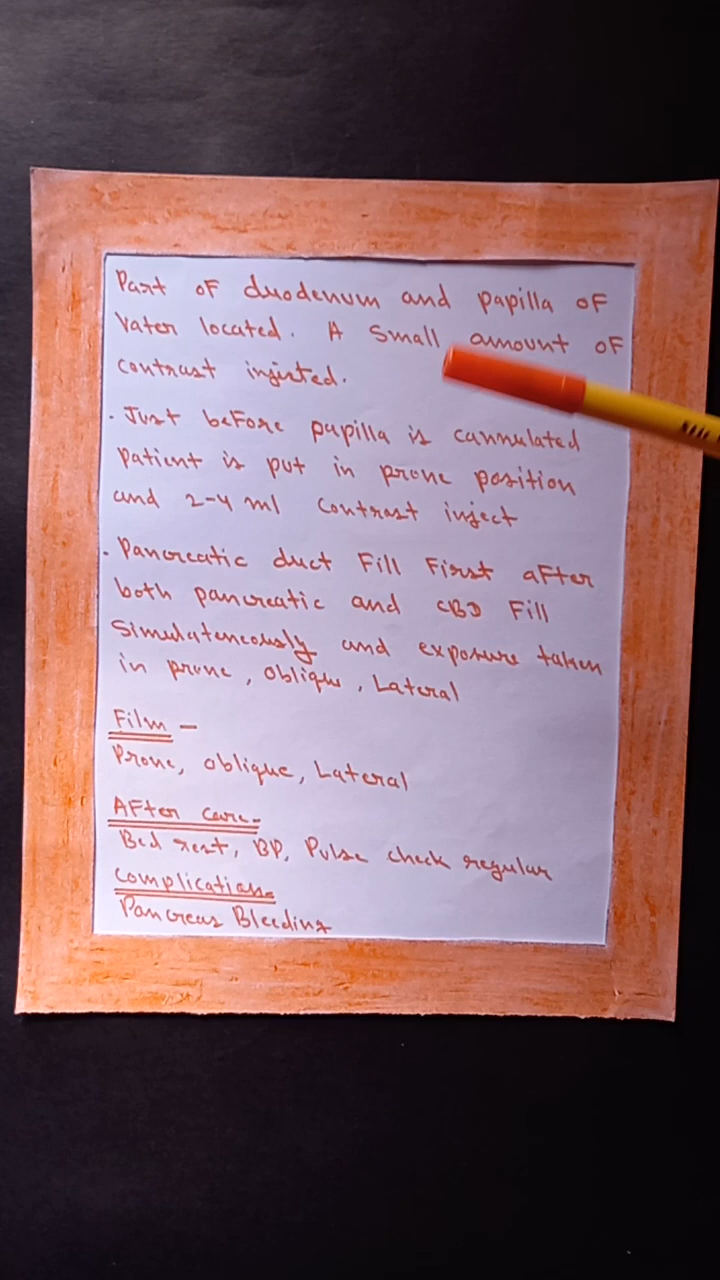 Part of duodenum and papilla of
Vater located. A small amount of
contrast injected.
. Just before papilla is cannulated
patient is put in prone position
and 2-4 ml contrast inject
. Pancreatic duct Fill First after
both pancreatic and CBD Fill
Simulateneously and exposure taken
in prone, oblique, Lateral
Film -
Prone, oblique, Lateral
After care-
Bed rest, BP, Pulse check regular
Complications
Pancreas Bleeding